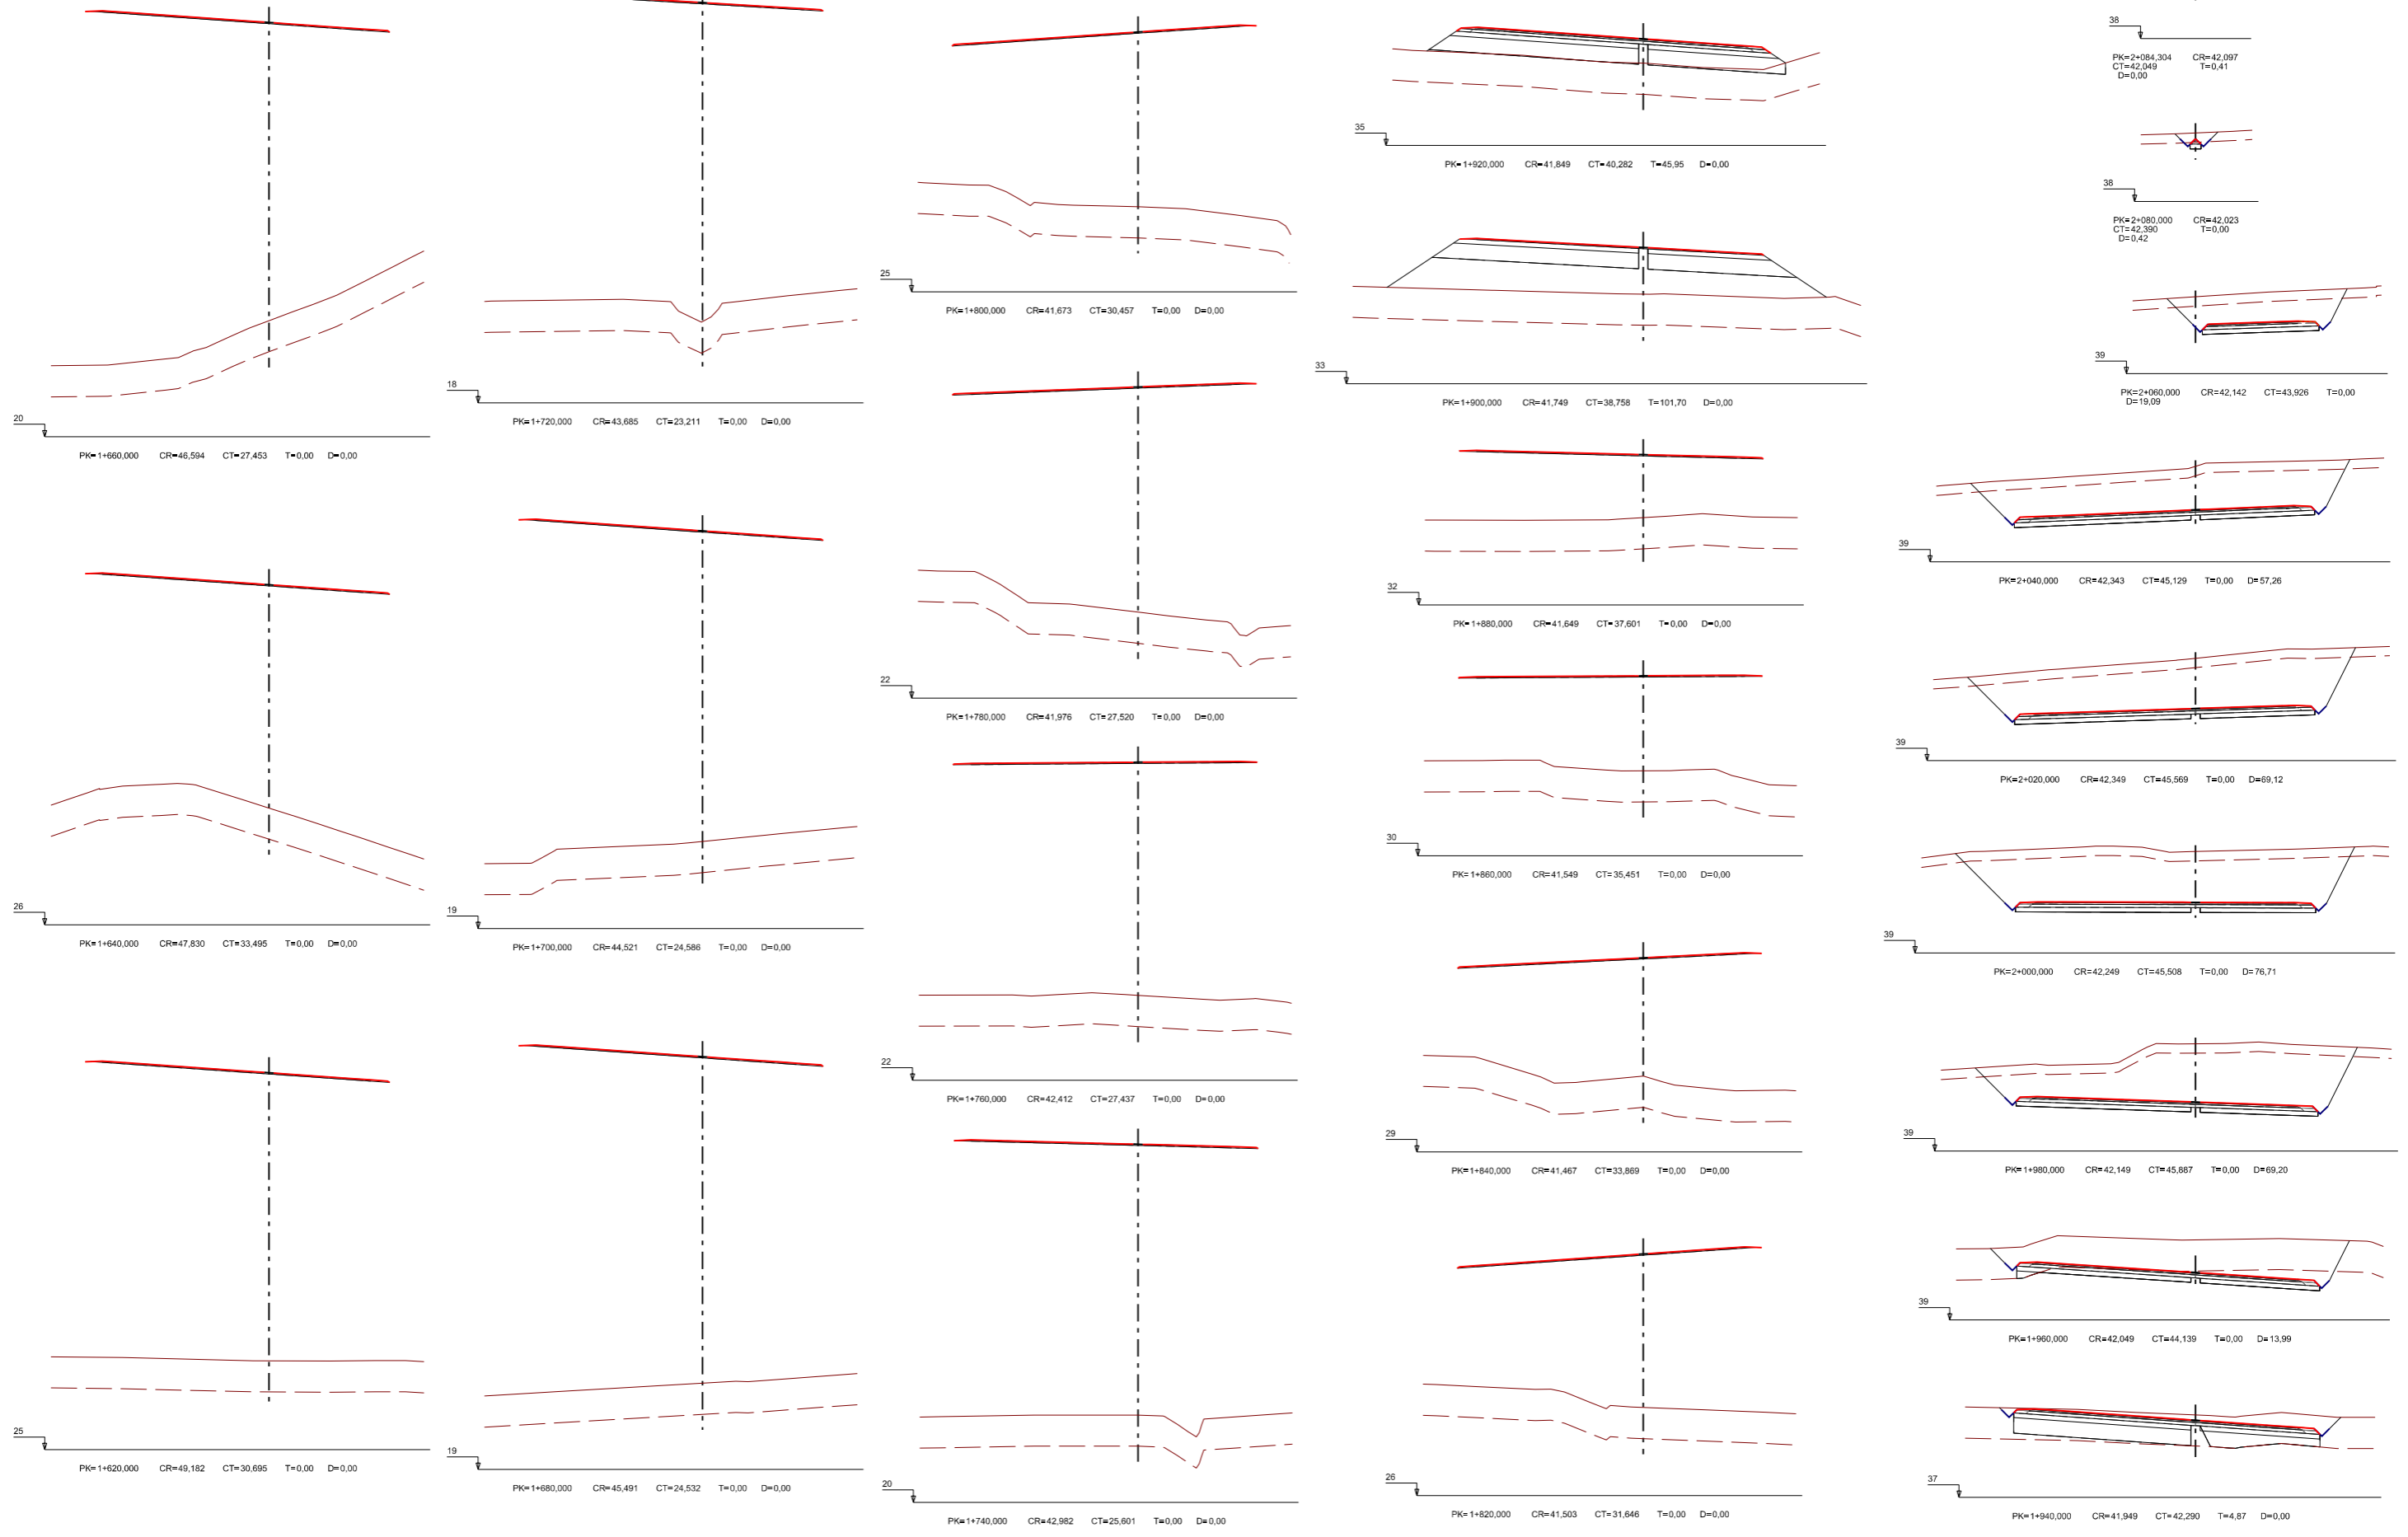 20
PK=1+660,000 CR=46,594 CT=27,453 T=0,00 D=0,00
26
PK=1+640,000 CR=47,830 CT=33,495 T=0,00 D=0,00
25
PK=1+620,000 CR=49,182 CT=30,695 T=0,00 D=0,00
18
PK=1+720,000 CR=43,685 CT=23,211 T=0,00 D=0,00
19
PK=1+700,000 CR=44,521 CT=24,586 T=0,00 D=0,00
19
PK=1+680,000 CR=45,491 CT=24,532 T=0,00 D=0,00
25
PK=1+800,000 CR=41,673 CT=30,457 T=0,00 D=0,00
22
PK=1+780,000 CR=41,976 CT=27,520 T=0,00 D=0,00
22
PK=1+760,000 CR=42,412 CT=27,437 T=0,00 D=0,00
20
PK=1+740,000 CR=42,982 CT=25,601 T=0,00 D=0,00
35
PK=1+920,000 CR=41,849 CT=40,282 T=45,95 D=0,00
33
PK=1+900,000 CR=41,749 CT=38,758 T=101,70 D=0,00
32
PK=1+880,000 CR=41,649 CT=37,601 T=0,00 D=0,00
30
PK=1+860,000 CR=41,549 CT=35,451 T=0,00 D=0,00
29
PK=1+840,000 CR=41,467 CT=33,869 T=0,00 D=0,00
26
PK=1+820,000 CR=41,503 CT=31,646 T=0,00 D=0,00
38
PK=2+084,304 CR=42,097
CT=42,049 T=0,41
D=0,00
38
PK=2+080,000 CR=42,023
CT=42,390 T=0,00
D=0,42
39
PK=2+060,000 CR=42,142 CT=43,926 T=0,00
D=19,09
39
PK=2+040,000 CR=42,343 CT=45,129 T=0,00 D=57,26
39
PK=2+020,000 CR=42,349 CT=45,569 T=0,00 D=69,12
39
PK=2+000,000 CR=42,249 CT=45,508 T=0,00 D=76,71
39
PK=1+980,000 CR=42,149 CT=45,887 T=0,00 D=69,20
39
PK=1+960,000 CR=42,049 CT=44,139 T=0,00 D=13,99
37
PK=1+940,000 CR=41,949 CT=42,290 T=4,87 D=0,00